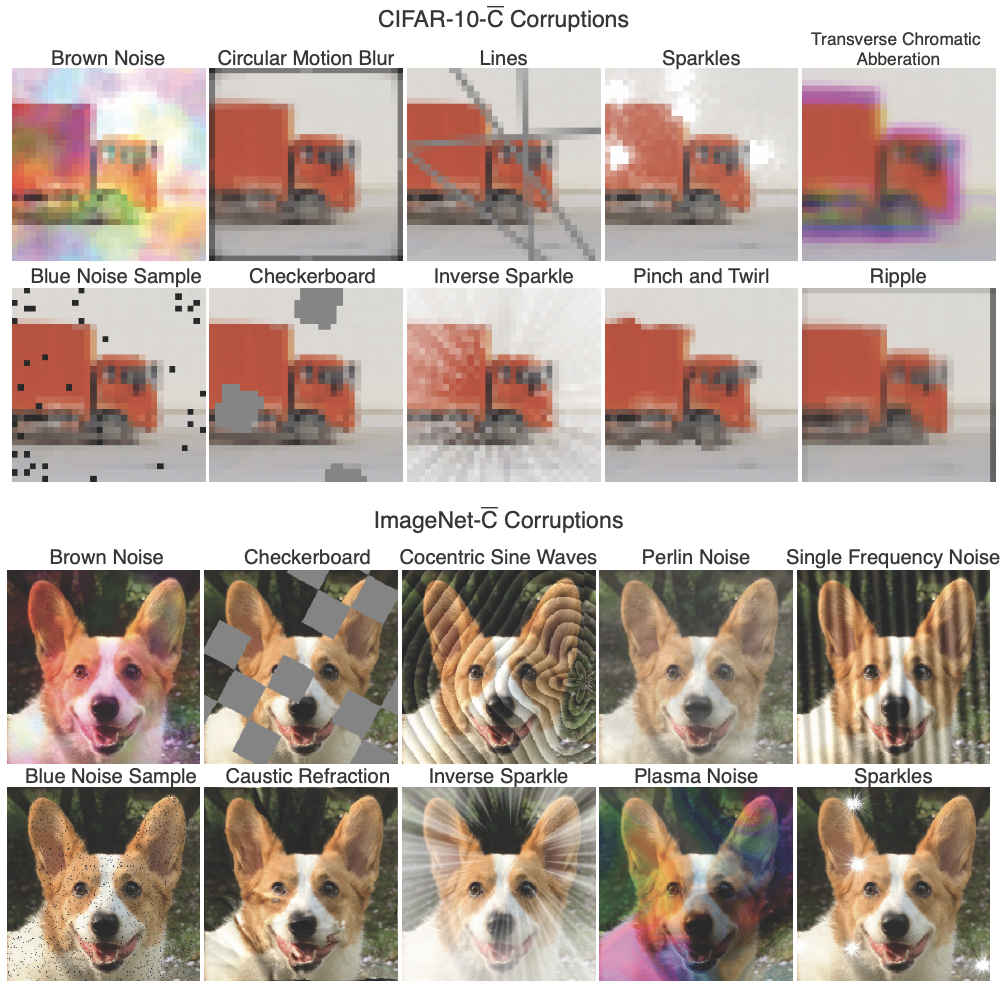 CIFAR-10-C̅ Corruptions
Brown Noise
Circular Motion Blur
Lines
Sparkles
Transverse Chromatic
Abberation
Blue Noise Sample
Checkerboard
Inverse Sparkle
Pinch and Twirl
Ripple
ImageNet-C̅ Corruptions
Brown Noise
Checkerboard
Cocentric Sine Waves
Perlin Noise
Single Frequency Noise
Blue Noise Sample
Caustic Refraction
Inverse Sparkle
Plasma Noise
Sparkles